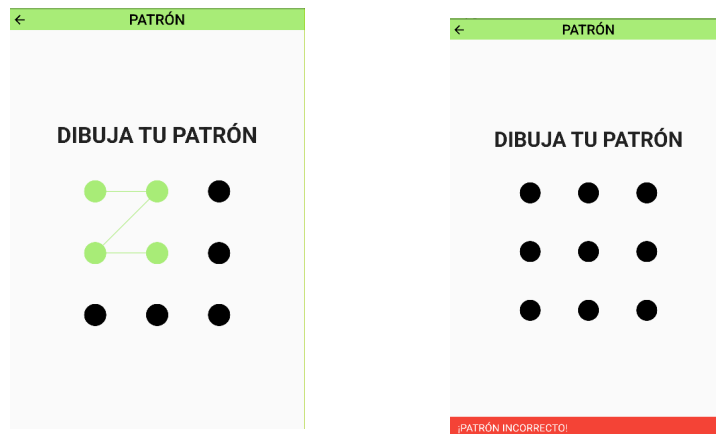 PATRÓN
DIBUJA TU PATRÓN
PATRÓN
DIBUJA TU PATRÓN
¡PATRÓN INCORRECTO!